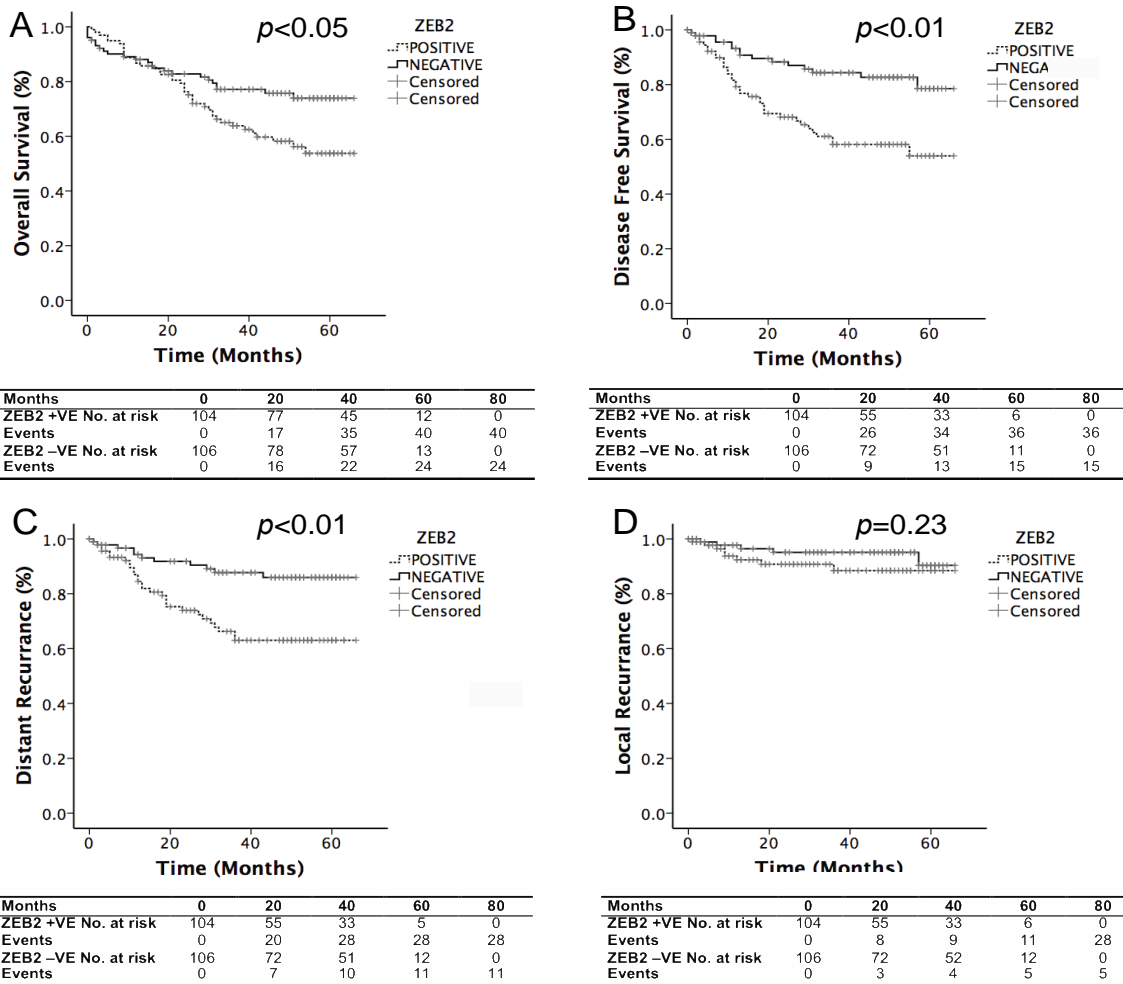 A
p<0.05
ZEB2
POSITIVE
NEGATIVE
Censored
Censored
1.0
0.8
0.6
0.4
0.2
0.0
Overall Survival (%)
0 20 40 60
Time (Months)
Months 0 20 40 60 80
ZEB2 +VE No. at risk 104 77 45 12 0
Events 0 17 35 40 40
ZEB2 –VE No. at risk 106 78 57 13 0
Events 0 16 22 24 24
B
p<0.01
ZEB2
POSITIVE
NEGA
Censored
Censored
1.0
0.8
0.6
0.4
0.2
0.0
Disease Free Survival (%)
0 20 40 60
Time (Months)
Months 0 20 40 60 80
ZEB2 +VE No. at risk 104 55 33 6 0
Events 0 26 34 36 36
ZEB2 –VE No. at risk 106 72 51 11 0
Events 0 9 13 15 15
C
p<0.01
ZEB2
POSITIVE
NEGATIVE
Censored
Censored
1.0
0.8
0.6
0.4
0.2
0.0
Distant Recurrance (%)
0 20 40 60
Time (Months)
Months 0 20 40 60 80
ZEB2 +VE No. at risk 104 55 33 5 0
Events 0 20 28 28 28
ZEB2 –VE No. at risk 106 72 51 12 0
Events 0 7 10 11 11
D
p=0.23
ZEB2
POSITIVE
NEGATIVE
Censored
Censored
1.0
0.8
0.6
0.4
0.2
0.0
Local Recurrance (%)
0 20 40 60
Time (Months)
Months 0 20 40 60 80
ZEB2 +VE No. at risk 104 55 33 6 0
Events 0 8 9 11 28
ZEB2 –VE No. at risk 106 72 52 12 0
Events 0 3 4 5 5